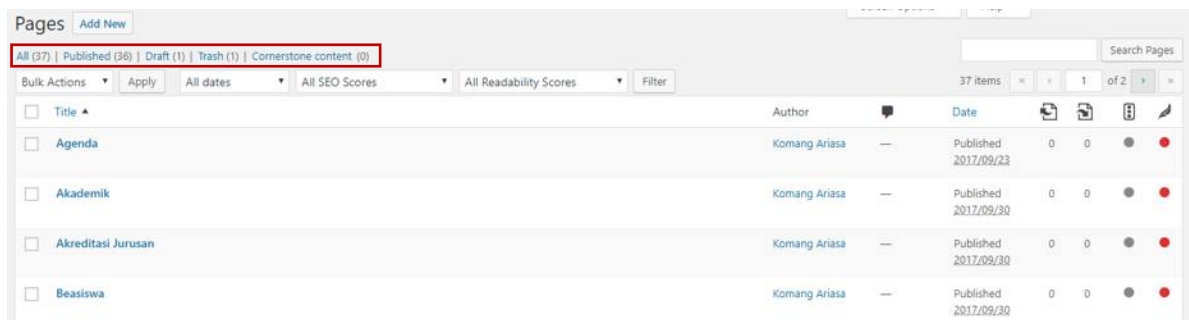 Pages Add New
All (37) | Published (36) | Draft (1) | Trash (1) | Cornerstone content (0)
Search Pages
Bulk Actions Apply All dates All SEO Scores All Readability Scores Filter 37 items « ‹ 1 of 2 › »
Title Author Date
Agenda Komang Ariasa — Published 0 0
2017/09/23
Akademik Komang Ariasa — Published 0 0
2017/09/30
Akreditasi Jurusan Komang Ariasa — Published 0 0
2017/09/30
Beasiswa Komang Ariasa — Published 0 0
2017/09/30